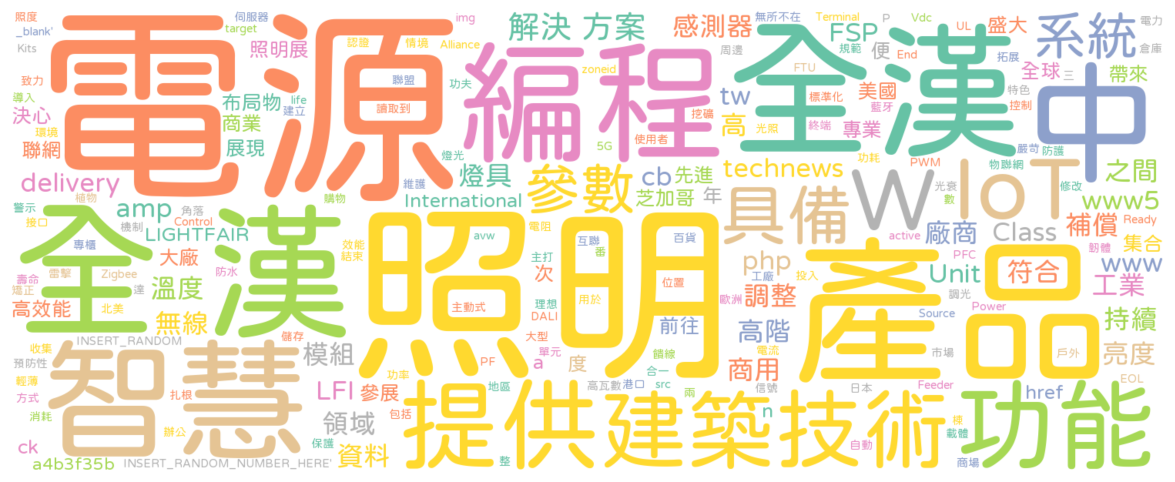 電源
編程
全漢
中
全漢
照明
產品
智慧
提供
建築
技術
功能
IoT
W
具備
參數
系統
解決 方案
感測器
FSP
便
盛大
無所不在
Terminal
P
Vdc
UL
電力
倉庫
拓展
End
規範
周邊
FTU
全球
三
帶來
美國
特色
標準化
藍牙
控制
挖礦
tw
高
光照
終端
專業
嚴苛
防護
使用者
5G
zoneid
功耗
PWM
物聯網
修改
之間
照度
伺服器
img
_blank'
target
Kits
照明展
認證
情境
Alliance
聯盟
功夫
致力
導入
布局物
life
建立
讀取到
決心
商業
環境
聯網
展現
燈光
燈具
維護
delivery
植物
購物
International
cb
先進
芝加哥
年
technews
光衰
數
www5
警示
amp
角落
接口
機制
Control
LIGHTFAIR
專櫃
大廠
電阻
avw
效能
結束
互聯
百貨
主打
番
active
廠商
Class
補償
Ready
韌體
集合
www
PFC
壽命
雷擊
Zigbee
防水
溫度
矯正
達
高效能
北美
無線
儲存
主動式
次
理想
DALI
用於
位置
php
工廠
投入
歐洲
調整
Unit
符合
工業
調光
Power
Source
持續
大型
前往
高階
INSERT_RANDOM
模組
收集
預防性
輕薄
方式
消耗
扎根
功率
PF
a
單元
度
饋線
合一
電流
商用
市場
戶外
亮度
EOL
LFI
參展
地區
高瓦數
港口
src
信號
日本
Feeder
href
包括
領域
兩
n
棟
載體
辦公
ck
a4b3f35b
INSERT_RANDOM_NUMBER_HERE'
保護
資料
整
自動
商場